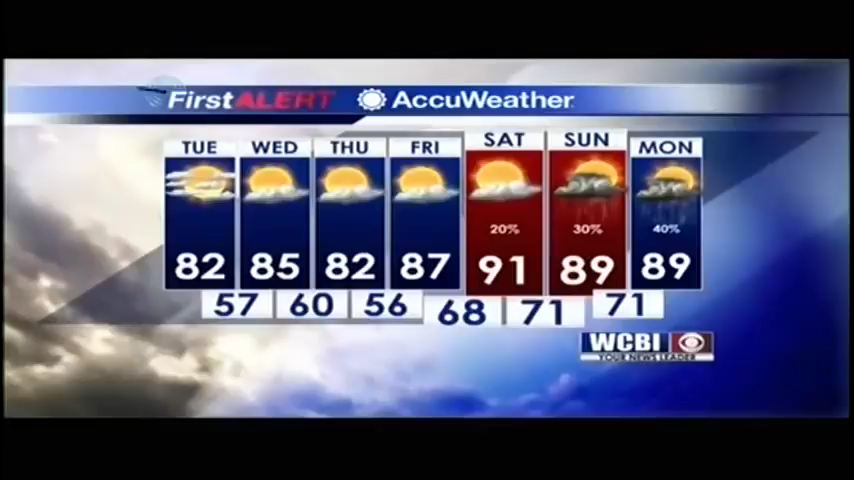 FirstALERT AccuWeather
TUE WED THU FRI SAT SUN MON
20% 30% 40%
82 85 82 87 91 89 89
57 60 56 68 71 71
WCBI
YOUR NEWS LEADER